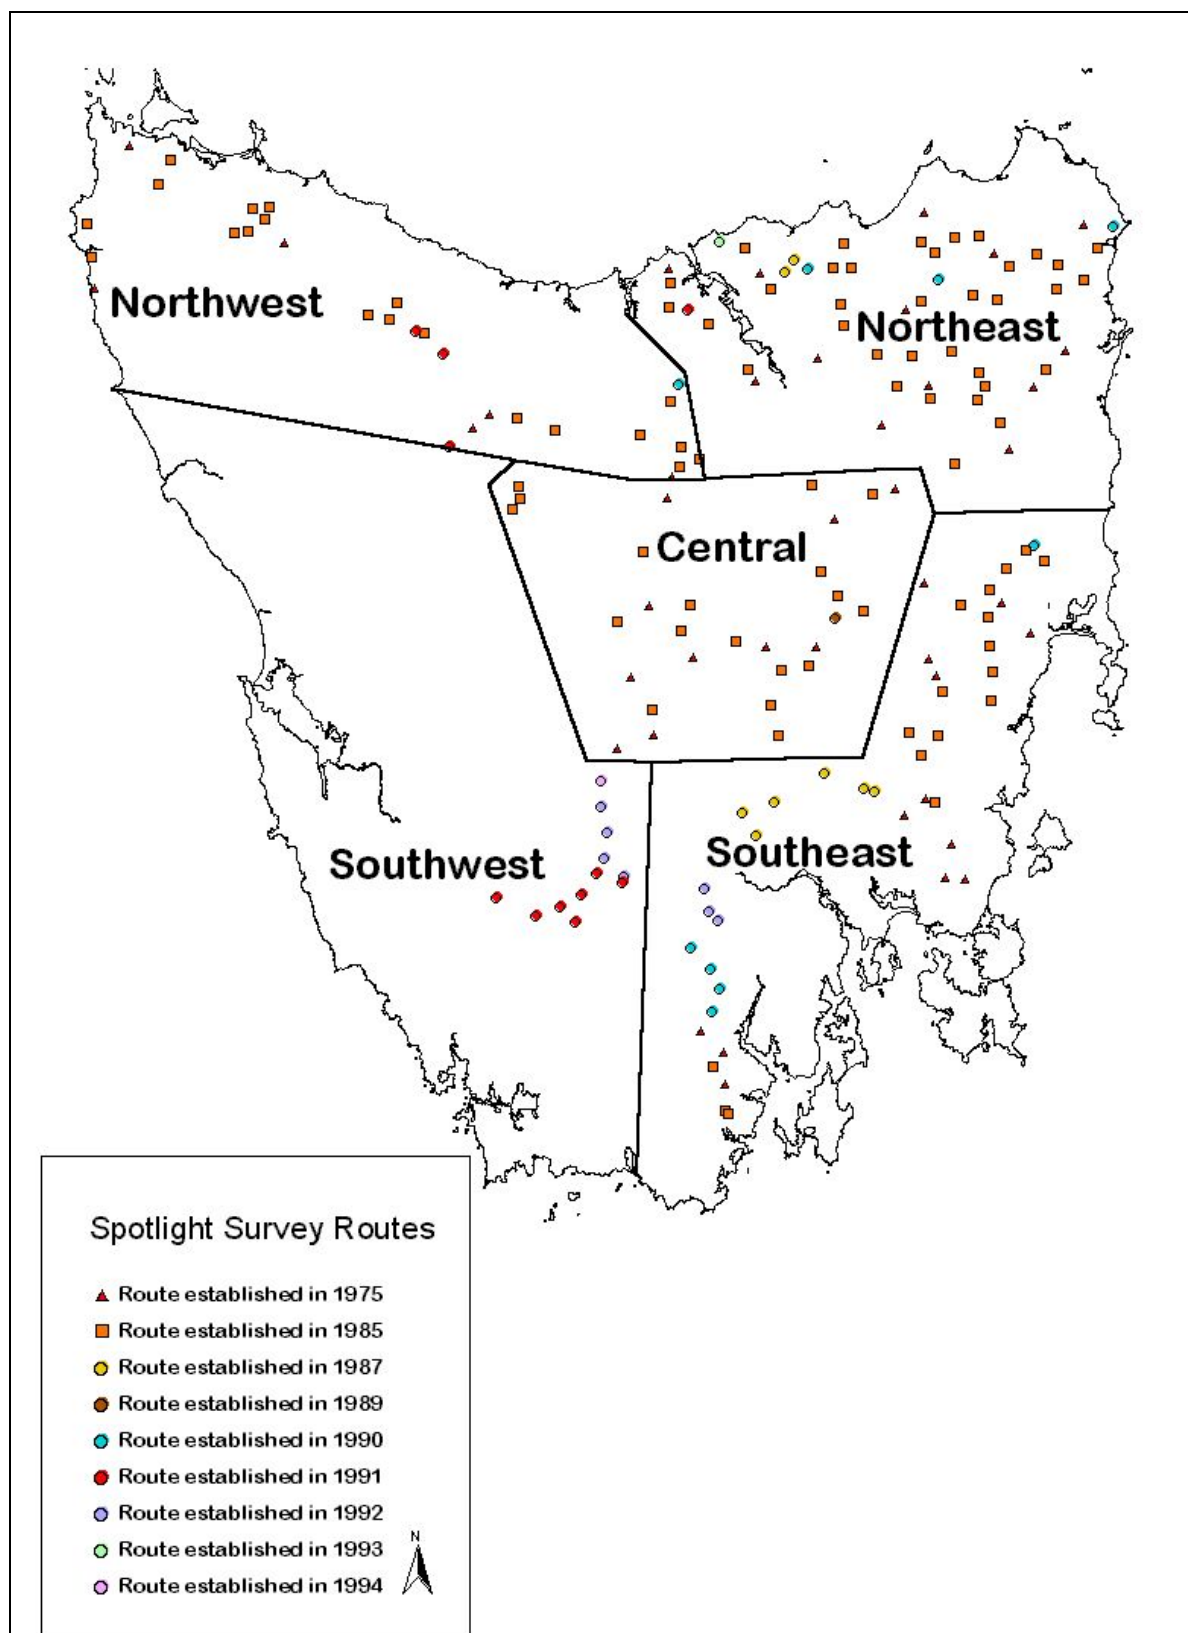 Northwest
Northeast
Central
Southwest
Southeast
Spotlight Survey Routes
Route established in 1975
Route established in 1985
Route established in 1987
Route established in 1989
Route established in 1990
Route established in 1991
Route established in 1992
Route established in 1993
Route established in 1994
N